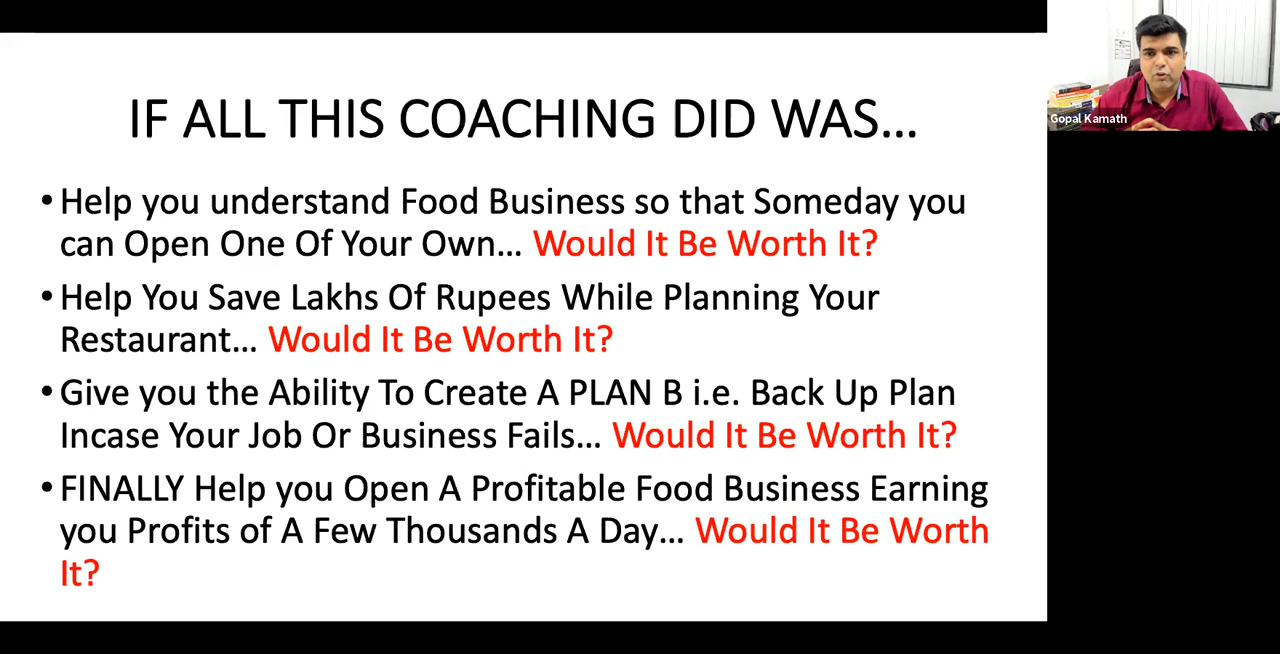 IF ALL THIS COACHING DID WAS...
• Help you understand Food Business so that Someday you
can Open One Of Your Own... Would It Be Worth It?
• Help You Save Lakhs Of Rupees While Planning Your
Restaurant... Would It Be Worth It?
• Give you the Ability To Create A PLAN B i.e. Back Up Plan
Incase Your Job Or Business Fails... Would It Be Worth It?
• FINALLY Help you Open A Profitable Food Business Earning
you Profits of A Few Thousands A Day... Would It Be Worth
It?
Gopal Kamath